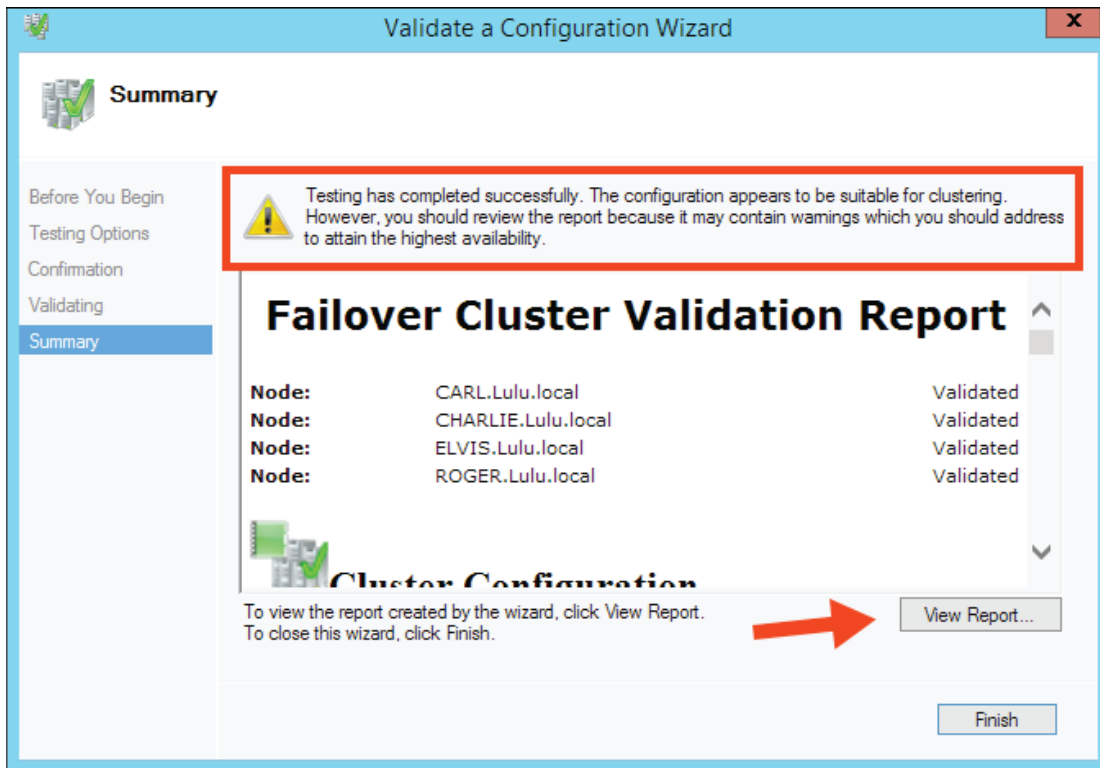 Validate a Configuration Wizard
X
Summary
Before You Begin
Testing Options
Confirmation
Validating
Summary
Testing has completed successfully. The configuration appears to be suitable for clustering.
However, you should review the report because it may contain warnings which you should address
to attain the highest availability.
Failover Cluster Validation Report
Node: CARL.Lulu.local Validated
Node: CHARLIE.Lulu.local Validated
Node: ELVIS.Lulu.local Validated
Node: ROGER.Lulu.local Validated
Cluster Configuration
To view the report created by the wizard, click View Report.
To close this wizard, click Finish.
View Report...
Finish